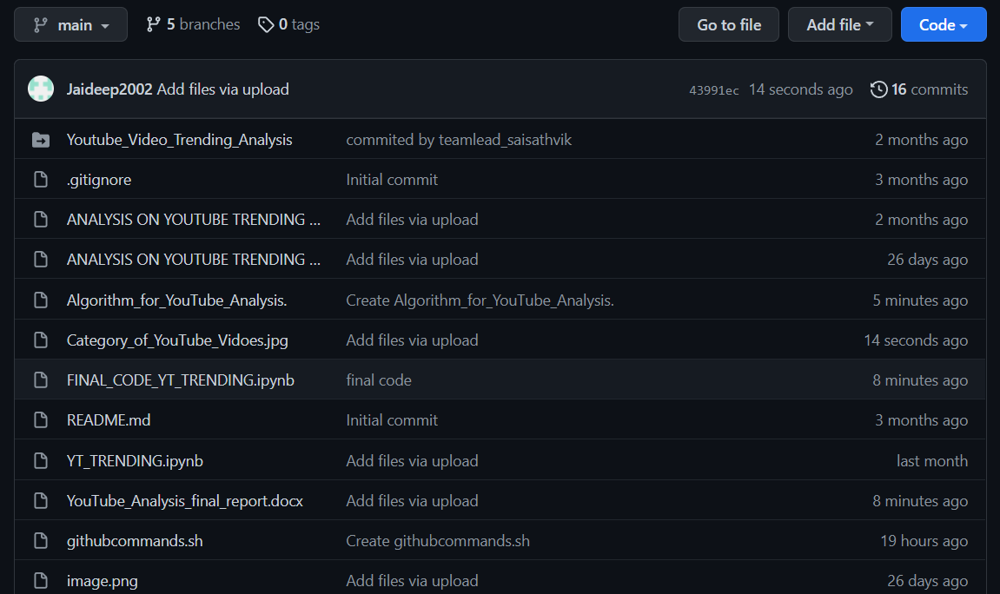 main 5 branches 0 tags Go to file Add file Code
Jaideep2002 Add files via upload 43991ec 14 seconds ago 16 commits
Youtube_Video_Trending_Analysis commited by teamlead_saisathvik 2 months ago
.gitignore Initial commit 3 months ago
ANALYSIS ON YOUTUBE TRENDING ... Add files via upload 2 months ago
ANALYSIS ON YOUTUBE TRENDING ... Add files via upload 26 days ago
Algorithm_for_YouTube_Analysis. Create Algorithm_for_YouTube_Analysis. 5 minutes ago
Category_of_YouTube_Vidoes.jpg Add files via upload 14 seconds ago
FINAL_CODE_YT_TRENDING.ipynb final code 8 minutes ago
README.md Initial commit 3 months ago
YT_TRENDING.ipynb Add files via upload last month
YouTube_Analysis_final_report.docx Add files via upload 8 minutes ago
githubcommands.sh Create githubcommands.sh 19 hours ago
image.png Add files via upload 26 days ago